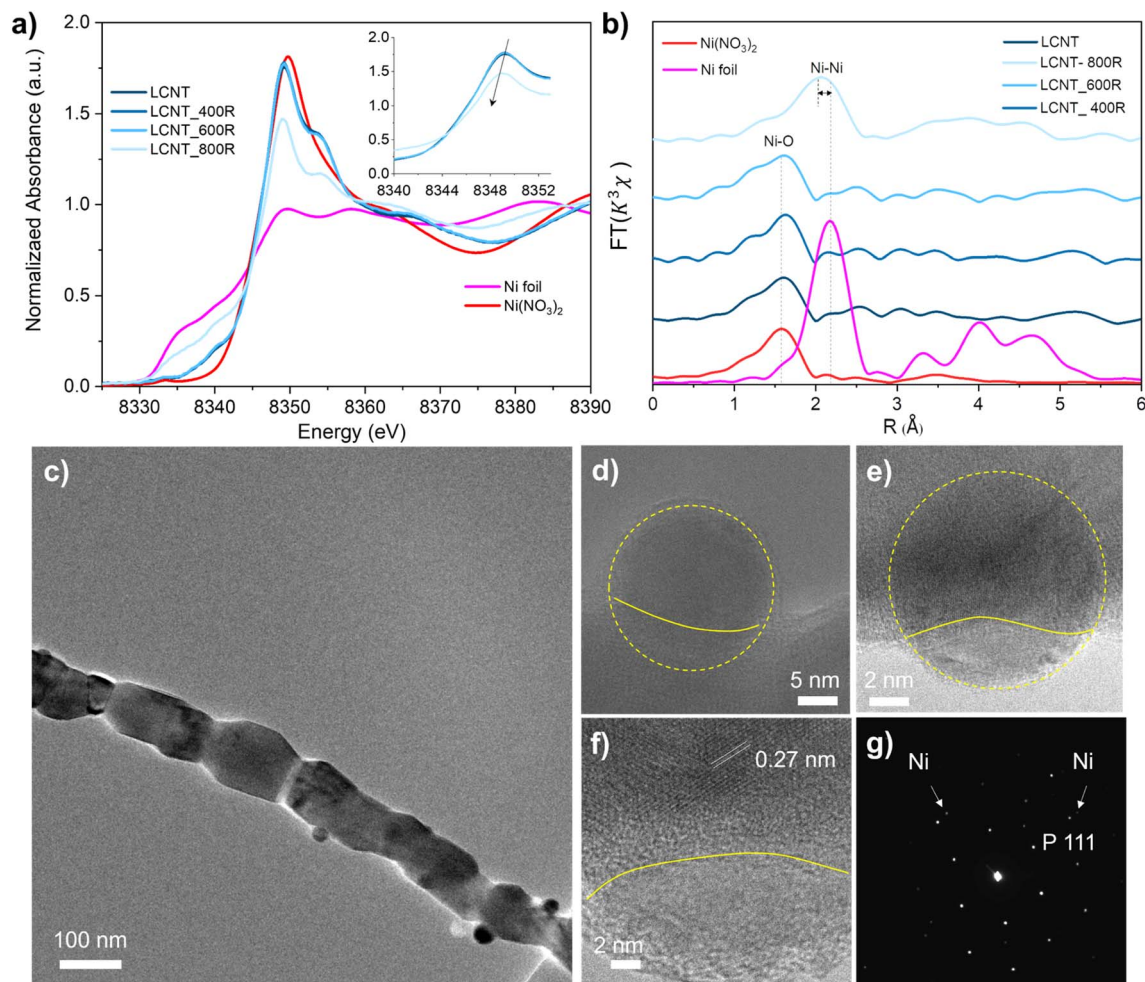 a)
Normalizaed Absorbance (a.u.)
2.0
1.5
1.0
0.5
0.0
LCNT
LCNT_400R
LCNT_600R
LCNT_800R
2.0
1.5
1.0
0.5
0.0
8340 8344 8348 8352
Ni foil
Ni(NO₃)₂
8330 8340 8350 8360 8370 8380 8390
Energy (eV)
b)
FT(K³χ)
Ni(NO₃)₂
Ni foil
Ni-Ni
Ni-O
LCNT
LCNT- 800R
LCNT_600R
LCNT_ 400R
0 1 2 3 4 5 6
R (Å)
c)
100 nm
d)
5 nm
e)
2 nm
f)
0.27 nm
2 nm
g)
Ni Ni
P 111